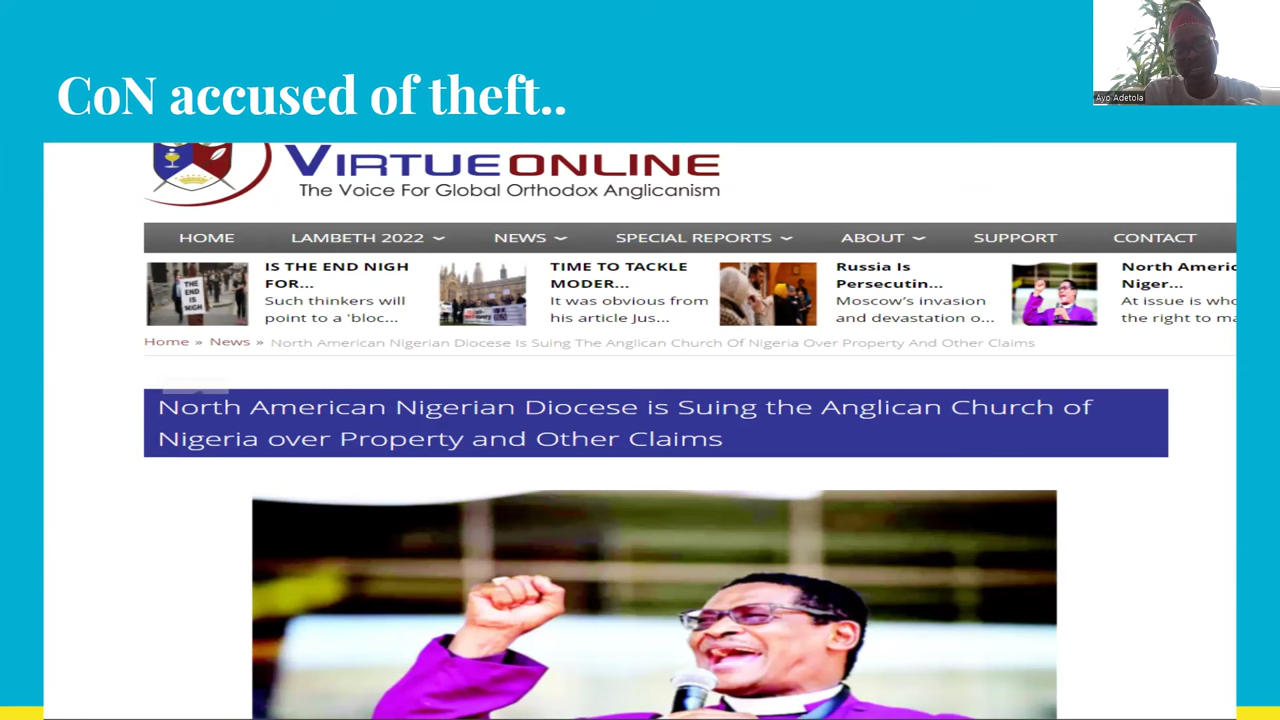 CoN accused of theft..
Ayo Adetola
VIRTUEONLINE
The Voice For Global Orthodox Anglicanism
HOME LAMBETH 2022 NEWS SPECIAL REPORTS ABOUT SUPPORT CONTACT
THE END IS NIGH
IS THE END NIGH
FOR...
Such thinkers will
point to a 'bloc...
TIME TO TACKLE
MODER...
It was obvious from
his article Jus...
Russia Is
Persecutin...
Moscow's invasion
and devastation o...
North Americ
Niger...
At issue is who
the right to ma
Home » News » North American Nigerian Diocese Is Suing The Anglican Church Of Nigeria Over Property And Other Claims
North American Nigerian Diocese is Suing the Anglican Church of
Nigeria over Property and Other Claims